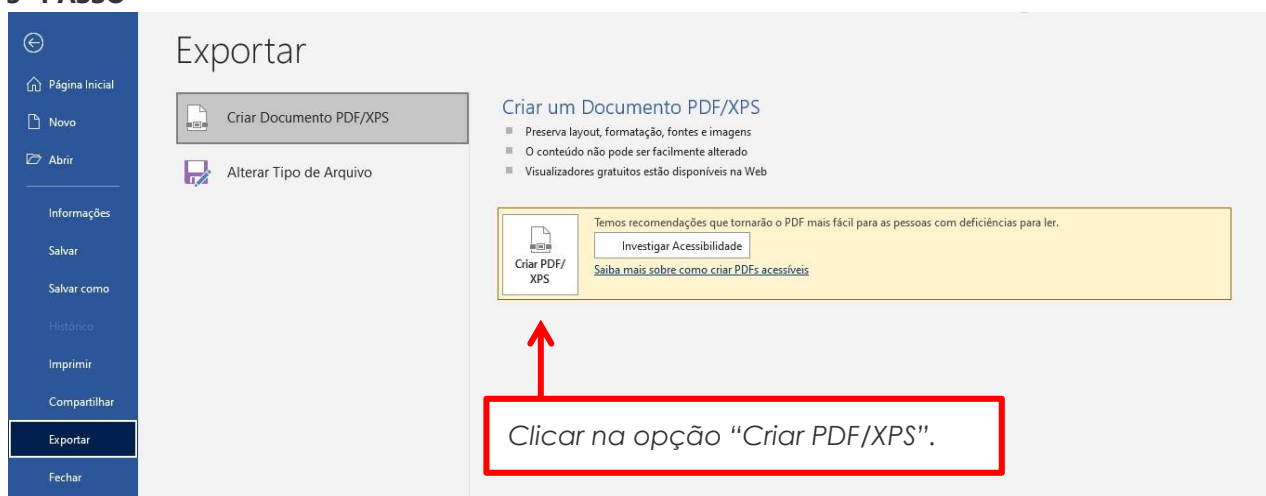 Exportar
Página Inicial
Novo
Abrir
Informações
Salvar
Salvar como
Histórico
Imprimir
Compartilhar
Exportar
Fechar
Criar Documento PDF/XPS
Alterar Tipo de Arquivo
Criar um Documento PDF/XPS
Preserva layout, formatação, fontes e imagens
O conteúdo não pode ser facilmente alterado
Visualizadores gratuitos estão disponíveis na Web
Criar PDF/
XPS
Temos recomendações que tornarão o PDF mais fácil para as pessoas com deficiências para ler.
Investigar Acessibilidade
Saiba mais sobre como criar PDFs acessíveis
Clicar na opção “Criar PDF/XPS”.